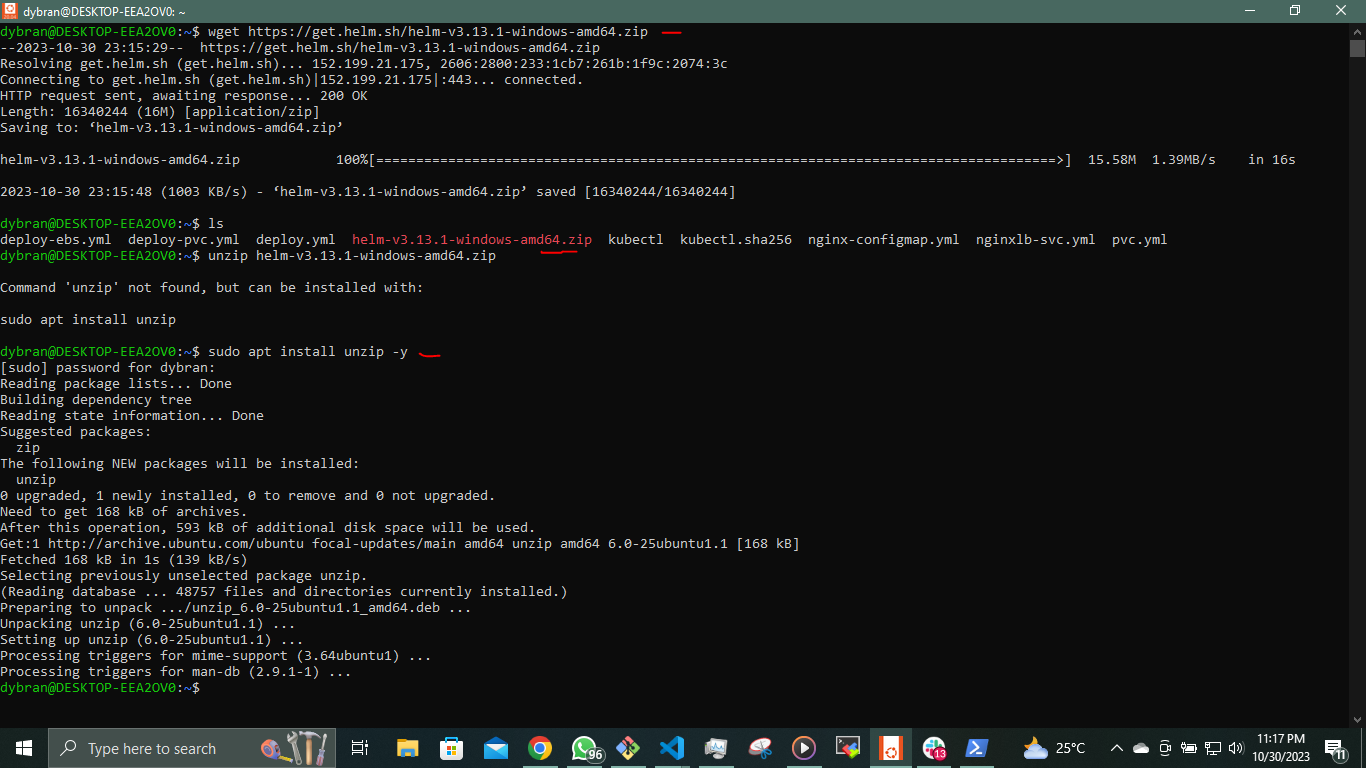 dybran@DESKTOP-EEA2OV0: ~
dybran@DESKTOP-EEA2OV0:~$ wget https://get.helm.sh/helm-v3.13.1-windows-amd64.zip
--2023-10-30 23:15:29--  https://get.helm.sh/helm-v3.13.1-windows-amd64.zip
Resolving get.helm.sh (get.helm.sh)... 152.199.21.175, 2606:2800:233:1cb7:261b:1f9c:2074:3c
Connecting to get.helm.sh (get.helm.sh)|152.199.21.175|:443... connected.
HTTP request sent, awaiting response... 200 OK
Length: 16340244 (16M) [application/zip]
Saving to: ‘helm-v3.13.1-windows-amd64.zip’
helm-v3.13.1-windows-amd64.zip            100%[=====================================================================================>]  15.58M  1.39MB/s    in 16s
2023-10-30 23:15:48 (1003 KB/s) - ‘helm-v3.13.1-windows-amd64.zip’ saved [16340244/16340244]
dybran@DESKTOP-EEA2OV0:~$ ls
deploy-ebs.yml  deploy-pvc.yml  deploy.yml  helm-v3.13.1-windows-amd64.zip  kubectl  kubectl.sha256  nginx-configmap.yml  nginxlb-svc.yml  pvc.yml
dybran@DESKTOP-EEA2OV0:~$ unzip helm-v3.13.1-windows-amd64.zip
Command 'unzip' not found, but can be installed with:
sudo apt install unzip
dybran@DESKTOP-EEA2OV0:~$ sudo apt install unzip -y
[sudo] password for dybran:
Reading package lists... Done
Building dependency tree
Reading state information... Done
Suggested packages:
  zip
The following NEW packages will be installed:
  unzip
0 upgraded, 1 newly installed, 0 to remove and 0 not upgraded.
Need to get 168 kB of archives.
After this operation, 593 kB of additional disk space will be used.
Get:1 http://archive.ubuntu.com/ubuntu focal-updates/main amd64 unzip amd64 6.0-25ubuntu1.1 [168 kB]
Fetched 168 kB in 1s (139 kB/s)
Selecting previously unselected package unzip.
(Reading database ... 48757 files and directories currently installed.)
Preparing to unpack .../unzip_6.0-25ubuntu1.1_amd64.deb ...
Unpacking unzip (6.0-25ubuntu1.1) ...
Setting up unzip (6.0-25ubuntu1.1) ...
Processing triggers for mime-support (3.64ubuntu1) ...
Processing triggers for man-db (2.9.1-1) ...
dybran@DESKTOP-EEA2OV0:~$
Type here to search
96
13
25°C
11:17 PM
10/30/2023
11